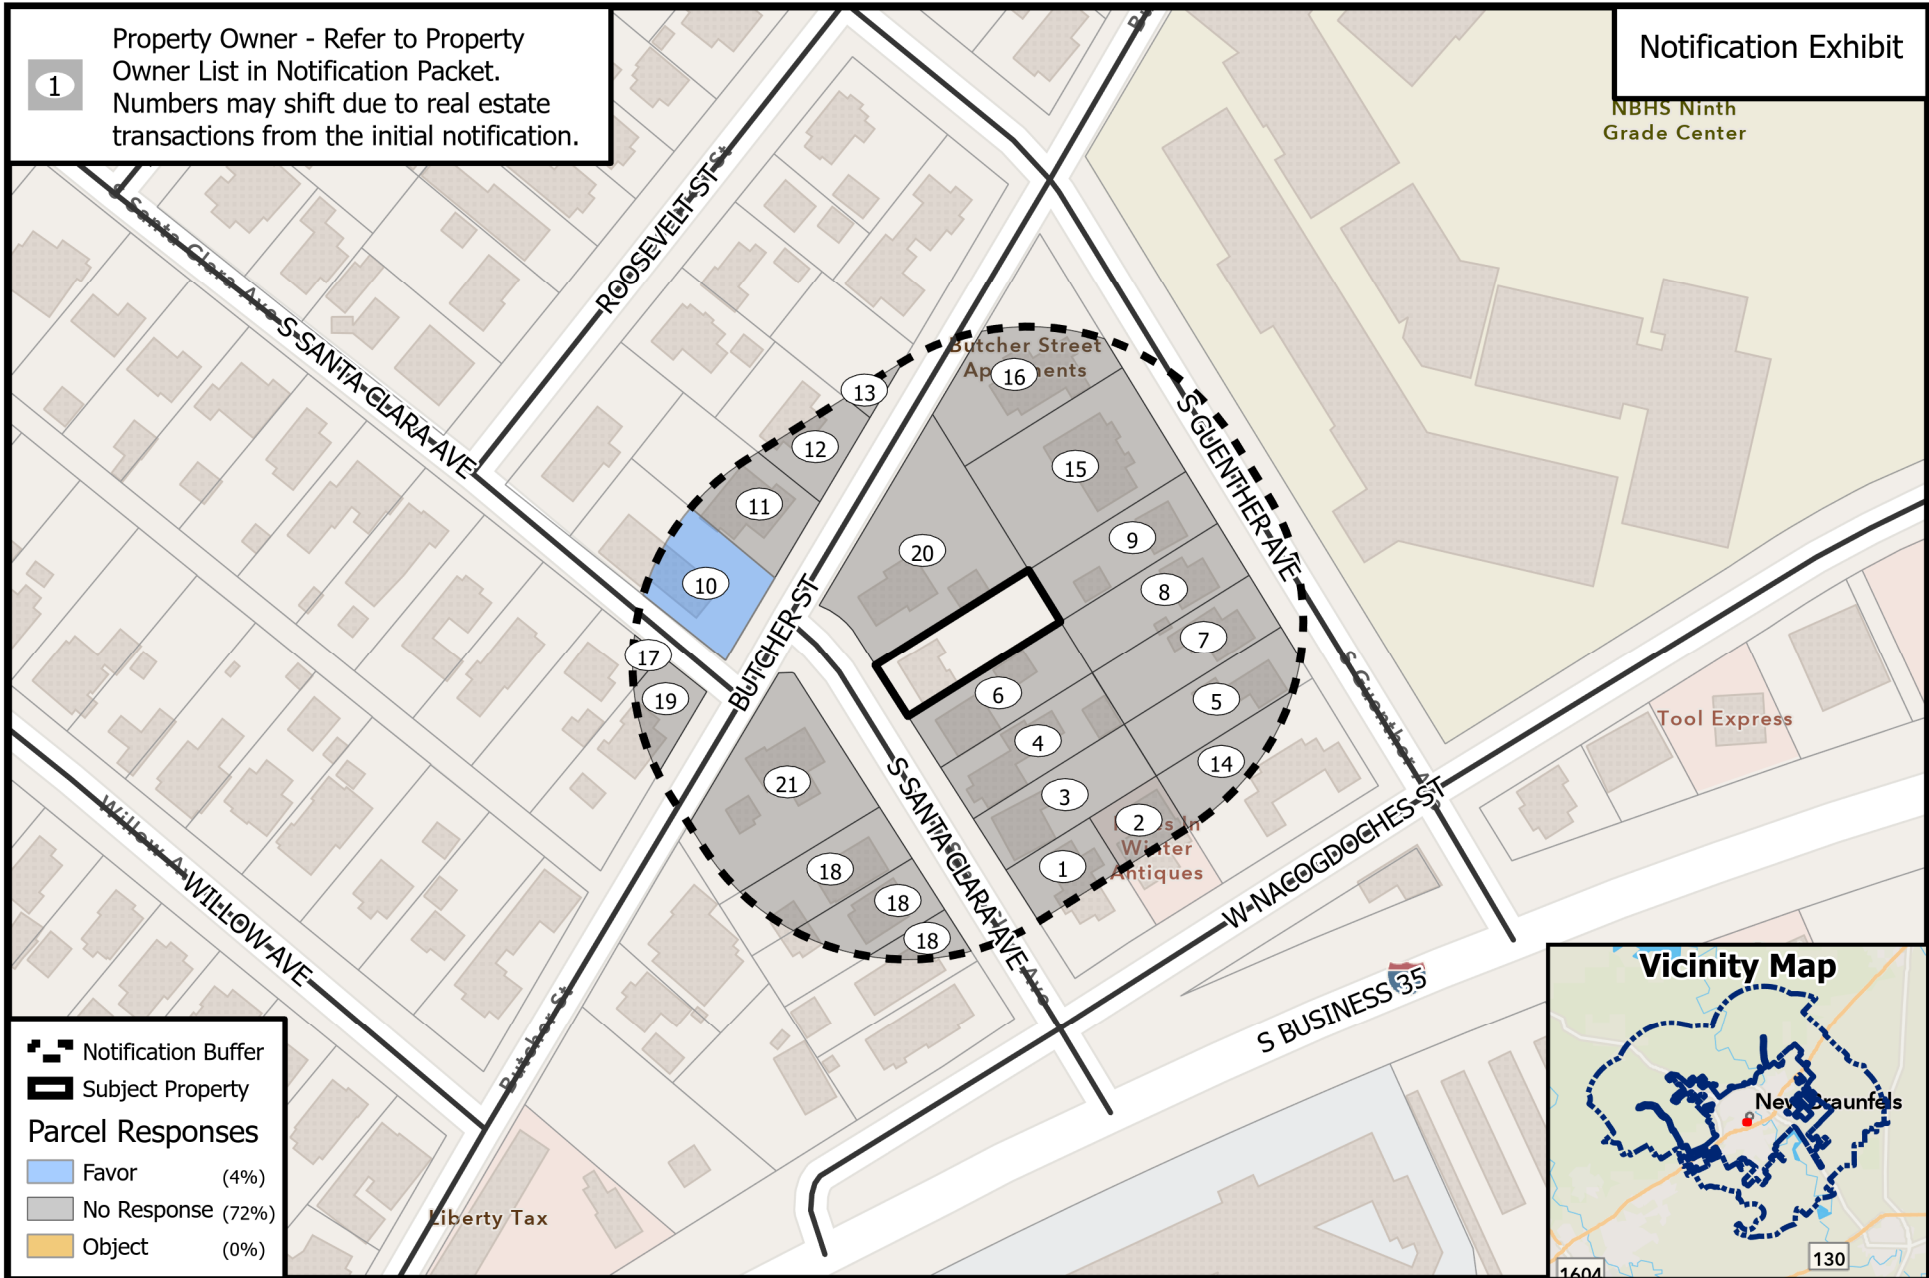 1
Property Owner - Refer to Property
Owner List in Notification Packet.
Numbers may shift due to real estate
transactions from the initial notification.
Notification Exhibit
NBHS Ninth
Grade Center
S Santa Clara Ave
S SANTA CLARA AVE
ROOSEVELT ST
St
Butcher Street
Apartments
16
13
12
11
10
15
9
8
7
5
14
20
6
4
3
2
1
17
19
21
18
18
18
BUTCHER ST
S GUENTHER AVE
S Guenther Ave
S SANTA CLARA AVE
Ave
Winter
Antiques
Tool Express
W NACOGDOCHES ST
S BUSINESS 35
Willow Av
WILLOW AVE
Butcher St
Liberty Tax
Notification Buffer
Subject Property
Parcel Responses
Favor (4%)
No Response (72%)
Object (0%)
Vicinity Map
New Braunfels
130
1604